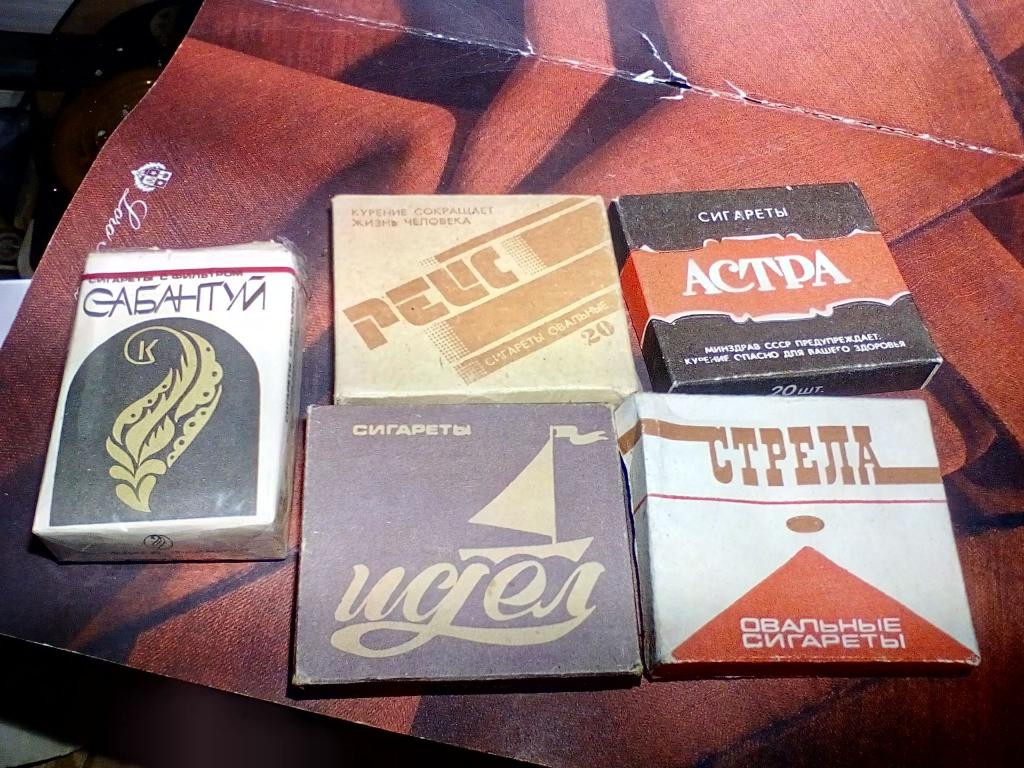 Loro
СИГАРЕТЫ С ФИЛЬТРОМ
САБАНТУЙ
К
КУРЕНИЕ СОКРАЩАЕТ
ЖИЗНЬ ЧЕЛОВЕКА
РЕЙС
СИГАРЕТЫ ОВАЛЬНЫЕ
20
СИГАРЕТЫ
АСТРА
МИНЗДРАВ СССР ПРЕДУПРЕЖДАЕТ:
КУРЕНИЕ ОПАСНО ДЛЯ ВАШЕГО ЗДОРОВЬЯ
20 ШТ.
СИГАРЕТЫ
идел
СТРЕЛА
ОВАЛЬНЫЕ
СИГАРЕТЫ